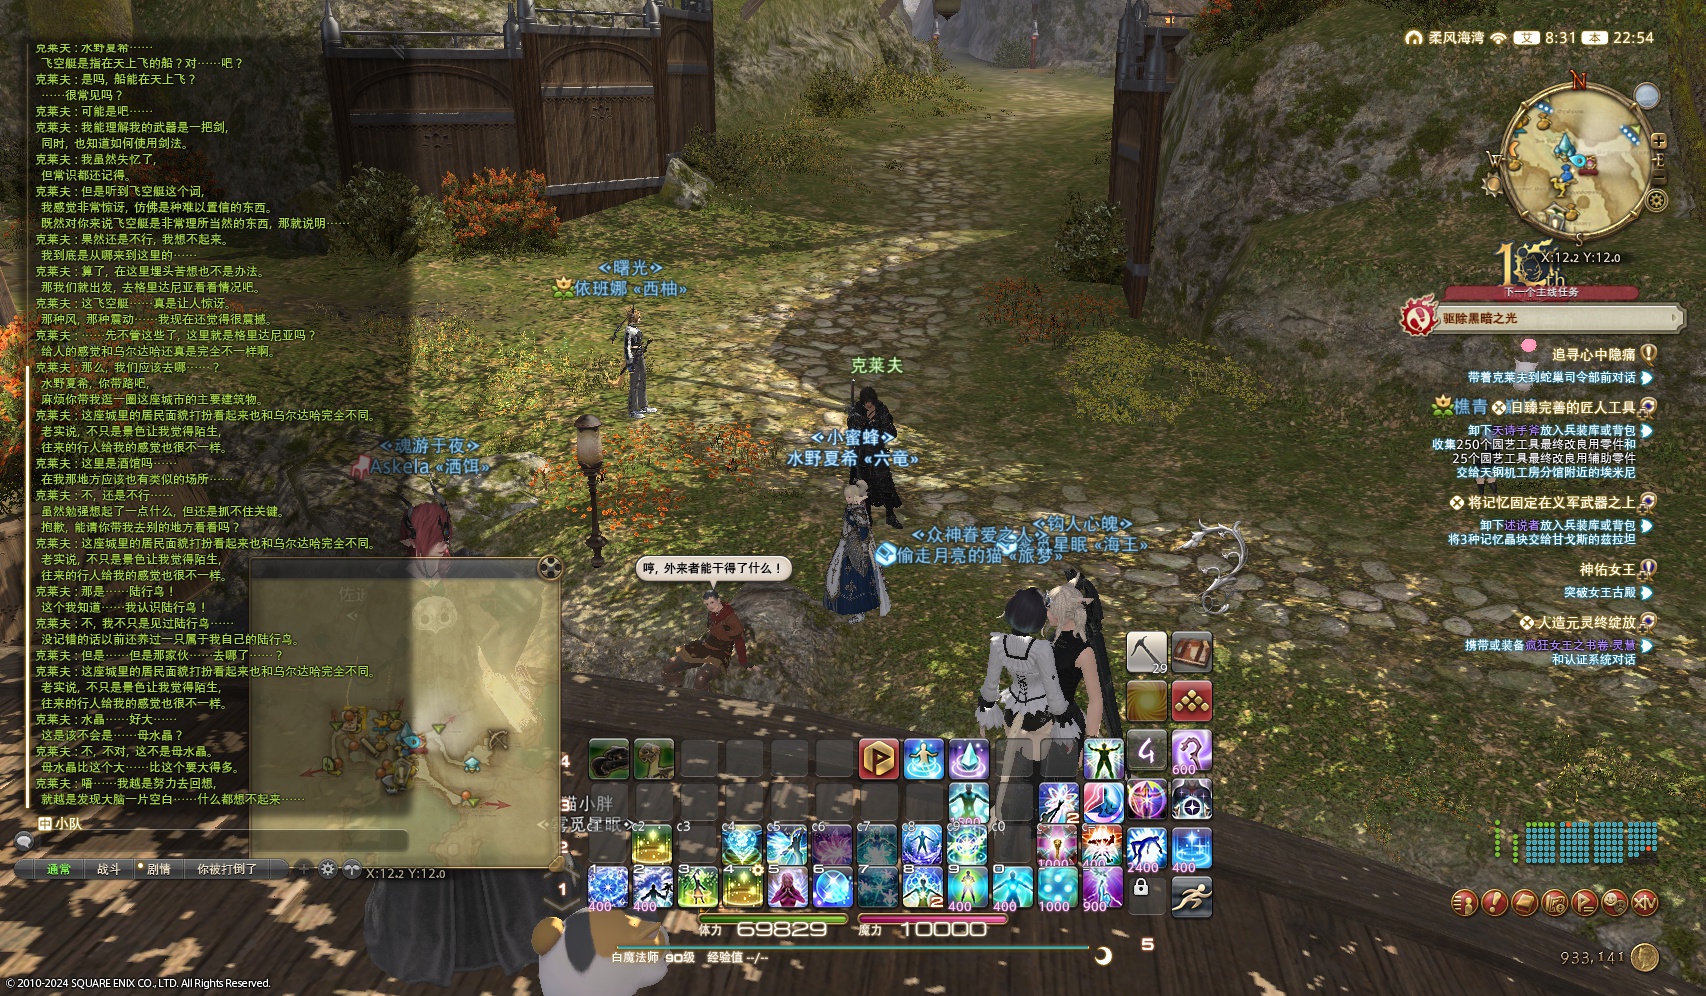 克莱夫：水野夏希……
飞空艇是指在天上飞的船？对……吧？
克莱夫：是吗，船能在天上飞？
……很常见吗？
克莱夫：可能是吧……
克莱夫：我能理解我的武器是一把剑，
同时，也知道如何使用剑法。
克莱夫：我虽然失忆了，
但常识都还记得。
克莱夫：但是听到飞空艇这个词，
我感觉非常惊讶，仿佛是种难以置信的东西。
既然对你来说飞空艇是非常理所当然的东西，那就说明……
克莱夫：果然还是不行，我想不起来。
我到底是从哪来到这里的……
克莱夫：算了，在这里埋头苦想也不是办法。
那我们就出发，去格里达尼亚看看情况吧。
克莱夫：这飞空艇……真是让人惊讶。
那种风，那种震动……我现在还觉得很震撼。
克莱夫：……先不管这些了，这里就是格里达尼亚吗？
给人的感觉和乌尔达哈还真是完全不一样啊。
克莱夫：那么，我们应该去哪……？
水野夏希，你带路吧，
麻烦你带我逛一圈这座城市的主要建筑物。
克莱夫：这座城里的居民面貌打扮看起来也和乌尔达哈完全不同。
老实说，不只是景色让我觉得陌生，
往来的行人给我的感觉也很不一样。
克莱夫：这里是酒馆吗……
在我那地方应该也有类似的场所……
克莱夫：不，还是不行……
虽然勉强想起了一点什么，但还是抓不住关键。
抱歉，能请你带我去别的地方看看吗？
克莱夫：这座城里的居民面貌打扮看起来也和乌尔达哈完全不同。
老实说，不只是景色让我觉得陌生，
往来的行人给我的感觉也很不一样。
克莱夫：那是……陆行鸟！
这个我知道……我认识陆行鸟！
克莱夫：不，我不只是见过陆行鸟……
没记错的话以前还养过一只属于我自己的陆行鸟。
克莱夫：但是……但是那家伙……去哪了……？
克莱夫：这座城里的居民面貌打扮看起来也和乌尔达哈完全不同。
老实说，不只是景色让我觉得陌生，
往来的行人给我的感觉也很不一样。
克莱夫：水晶……好大……
这是该不会是……母水晶？
克莱夫：不，不对，这不是母水晶。
母水晶比这个大……比这个要大得多。
克莱夫：唔……我越是努力去回想，
就越是发现大脑一片空白……什么都想不起来……
小队
通常 战斗 剧情 你被打倒了
X:12.2 Y:12.0
«曙光»
依班娜 «西柚»
克莱夫
«小蜜蜂»
水野夏希 «六竜»
«魂游于夜»
Askela «洒饵»
«众神眷爱之人»
偷走月亮的猫 «旅梦»
«钩人心魄»
觅星眠 «海王»
哼，外来者能干得了什么！
猫小胖
雾觅星眠
柔风海湾 艾 8:31 本 22:54
N
W
E
S
X:12.2 Y:12.0
10th
下一个主线任务
驱除黑暗之光
追寻心中隐痛
带着克莱夫到蛇巢司令部前对话
樵青
日臻完善的匠人工具
卸下天诗手斧放入兵装库或背包
收集250个园艺工具最终改良用零件和
25个园艺工具最终改良用辅助零件
交给天钢机工房分馆附近的埃米尼
将记忆固定在义军武器之上
卸下述说者放入兵装库或背包
将3种记忆晶块交给甘戈斯的兹拉坦
神佑女王
突破女王古殿
人造元灵终绽放
携带或装备疯狂女王之书卷·灵慧
和认证系统对话
29
4
600
3
2
c2 c3 c4 c5 c6 c7 c8 c9 c0
1000 400 2400 400
1
1 2 3 4 5 6 7 8 9 0
400 400 400 400 1000 900
体力 69829 魔力 10000
白魔法师 90级 经验值 --/--
5
933,141
© 2010-2024 SQUARE ENIX CO., LTD. All Rights Reserved.